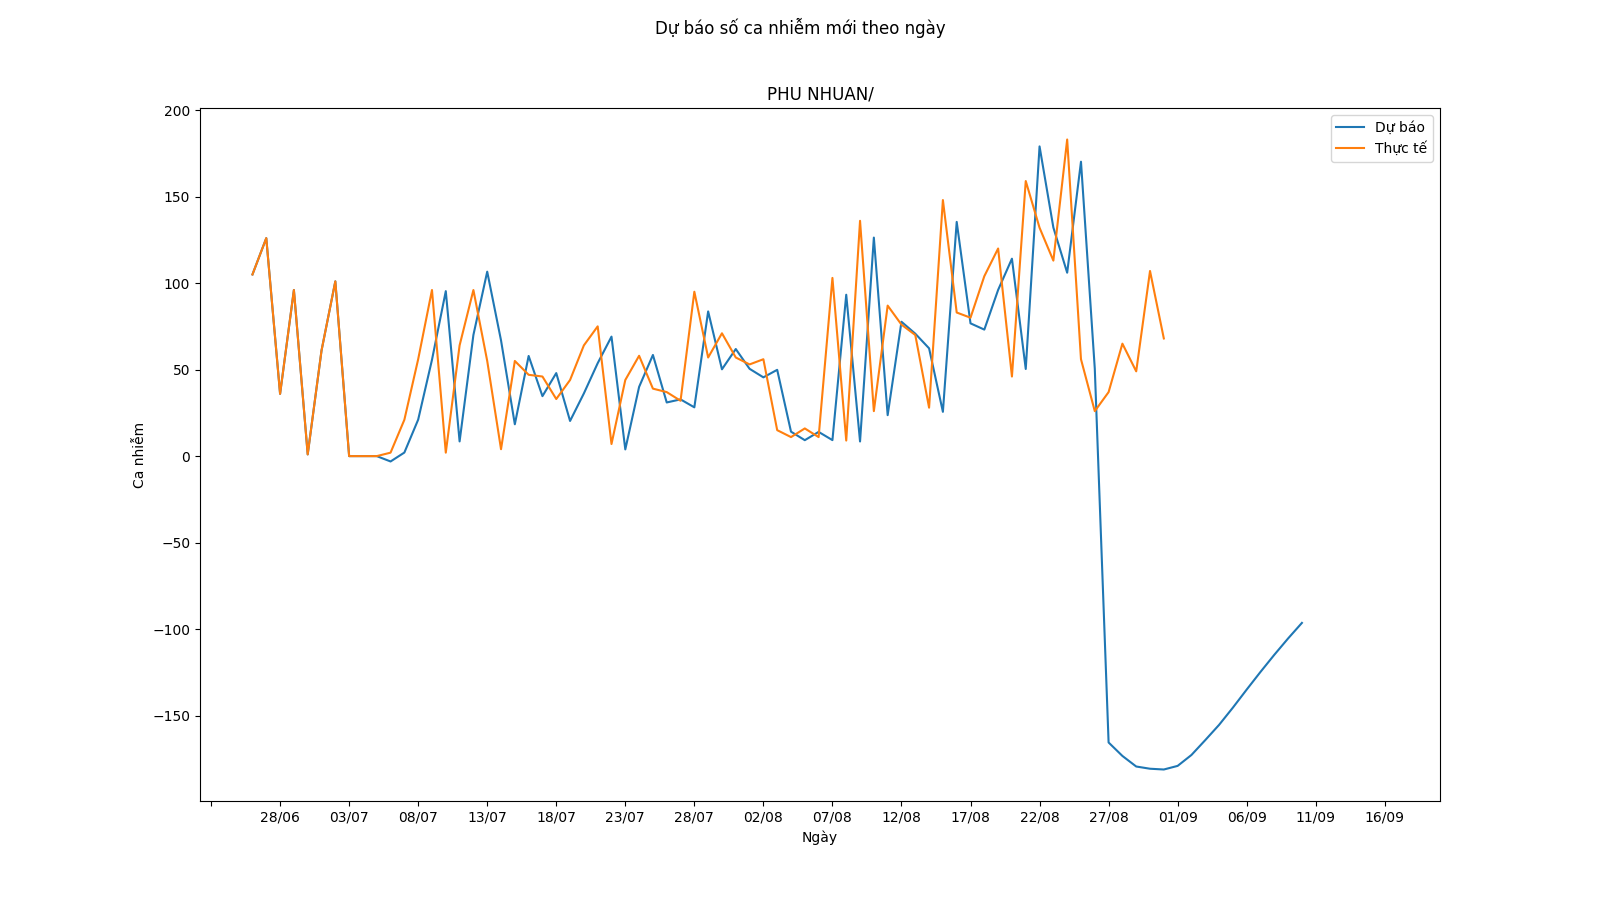 Dự báo số ca nhiễm mới theo ngày
PHU NHUAN/
Dự báo
Thực tế
200
150
100
50
0
−50
−100
−150
Ca nhiễm
28/06 03/07 08/07 13/07 18/07 23/07 28/07 02/08 07/08 12/08 17/08 22/08 27/08 01/09 06/09 11/09 16/09
Ngày